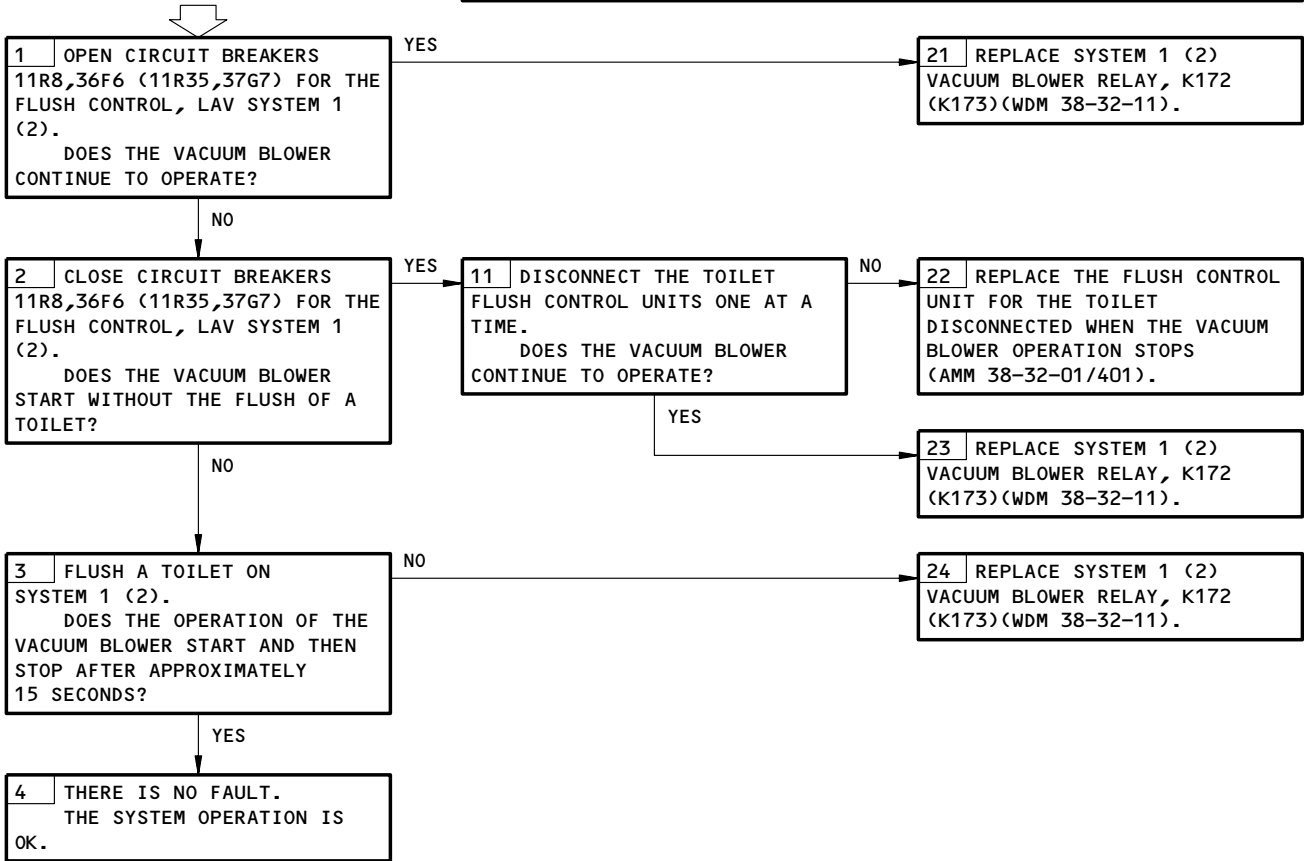 1 OPEN CIRCUIT BREAKERS
11R8,36F6 (11R35,37G7) FOR THE
FLUSH CONTROL, LAV SYSTEM 1
(2).
DOES THE VACUUM BLOWER
CONTINUE TO OPERATE?
YES
21 REPLACE SYSTEM 1 (2)
VACUUM BLOWER RELAY, K172
(K173)(WDM 38-32-11).
NO
2 CLOSE CIRCUIT BREAKERS
11R8,36F6 (11R35,37G7) FOR THE
FLUSH CONTROL, LAV SYSTEM 1
(2).
DOES THE VACUUM BLOWER
START WITHOUT THE FLUSH OF A
TOILET?
YES
11 DISCONNECT THE TOILET
FLUSH CONTROL UNITS ONE AT A
TIME.
DOES THE VACUUM BLOWER
CONTINUE TO OPERATE?
NO
22 REPLACE THE FLUSH CONTROL
UNIT FOR THE TOILET
DISCONNECTED WHEN THE VACUUM
BLOWER OPERATION STOPS
(AMM 38-32-01/401).
YES
23 REPLACE SYSTEM 1 (2)
VACUUM BLOWER RELAY, K172
(K173)(WDM 38-32-11).
NO
3 FLUSH A TOILET ON
SYSTEM 1 (2).
DOES THE OPERATION OF THE
VACUUM BLOWER START AND THEN
STOP AFTER APPROXIMATELY
15 SECONDS?
NO
24 REPLACE SYSTEM 1 (2)
VACUUM BLOWER RELAY, K172
(K173)(WDM 38-32-11).
YES
4 THERE IS NO FAULT.
THE SYSTEM OPERATION IS
OK.